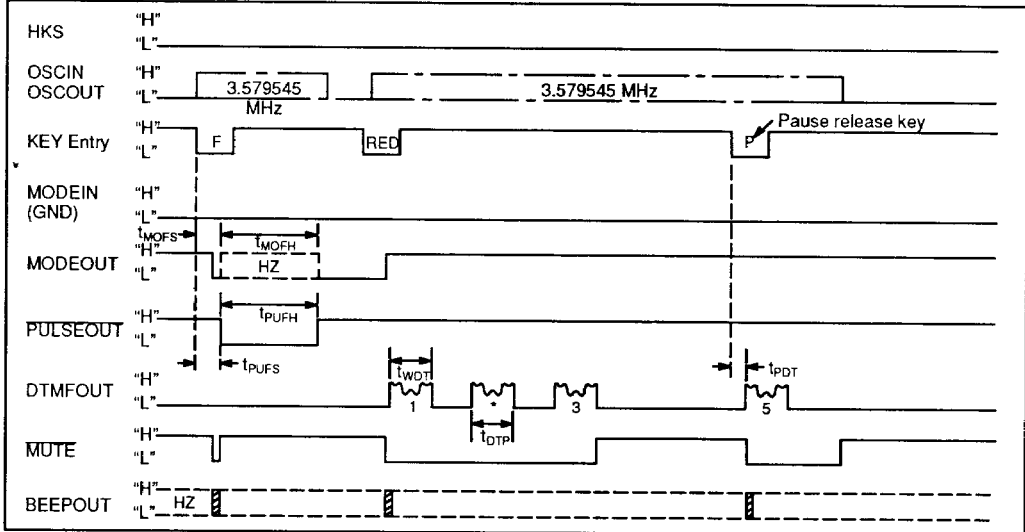 HKS "H"
"L"
OSCIN "H"
OSCOUT "L" 3.579545 MHz 3.579545 MHz
KEY Entry "H" F RED P Pause release key
"L"
MODEIN "H"
(GND) "L"
tMOFS tMOFH
MODEOUT "H" HZ
"L"
PULSEOUT "H" tPUFH
"L"
tPUFS
DTMFOUT "H" tWDT tPDT
"L" 1 * 3 5
tDTP
MUTE "H"
"L"
BEEPOUT "H" HZ
"L"